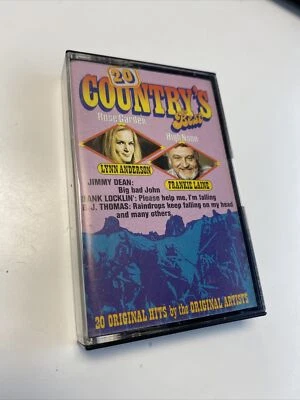 20
COUNTRY'S
Best
Rose Garden
High Noon
LYNN ANDERSON
FRANKIE LAINE
JIMMY DEAN:
Big bad John
HANK LOCKLIN': Please help me, I'm falling
B.J. THOMAS: Raindrops keep falling on my head
and many others
20 ORIGINAL HITS by the ORIGINAL ARTISTS